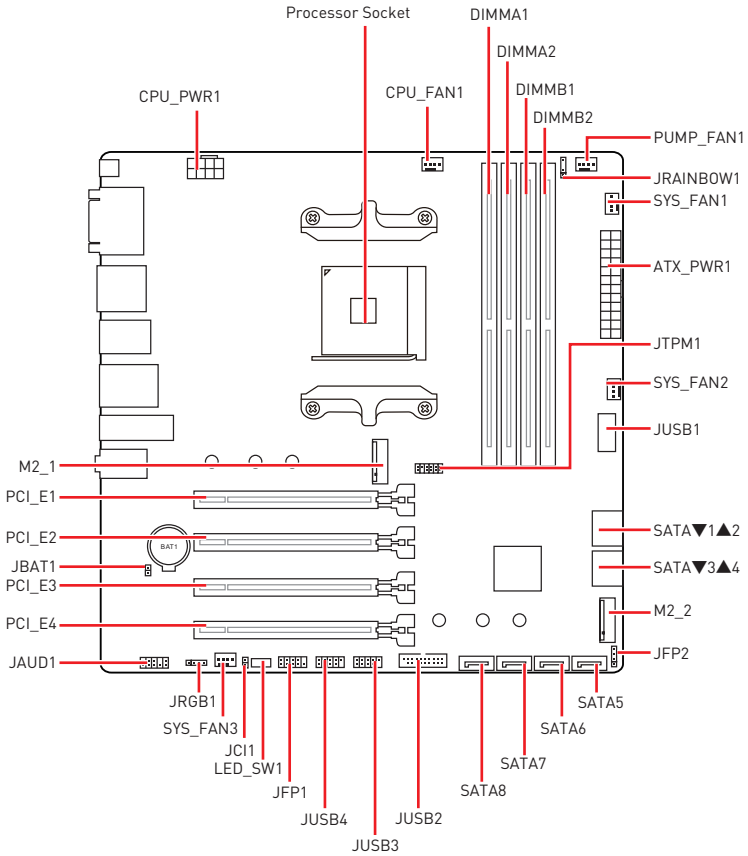 Processor Socket
DIMMA1
DIMMA2
CPU_PWR1
CPU_FAN1
DIMMB1
DIMMB2
PUMP_FAN1
JRAINBOW1
SYS_FAN1
ATX_PWR1
JTPM1
SYS_FAN2
JUSB1
M2_1
PCI_E1
SATA▼1▲2
PCI_E2
BAT1
JBAT1
SATA▼3▲4
PCI_E3
M2_2
PCI_E4
JAUD1
JFP2
JRGB1
SATA5
SYS_FAN3
SATA6
JCI1
LED_SW1
SATA7
JFP1
SATA8
JUSB4
JUSB2
JUSB3